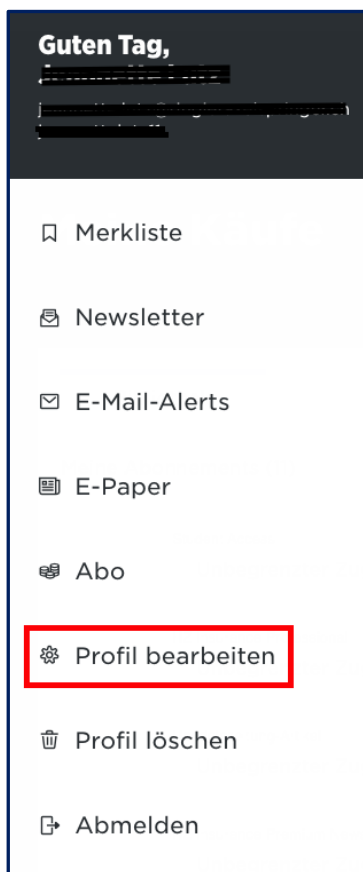 Guten Tag,
Merkliste
Newsletter
E-Mail-Alerts
E-Paper
Abo
Profil bearbeiten
Profil löschen
Abmelden